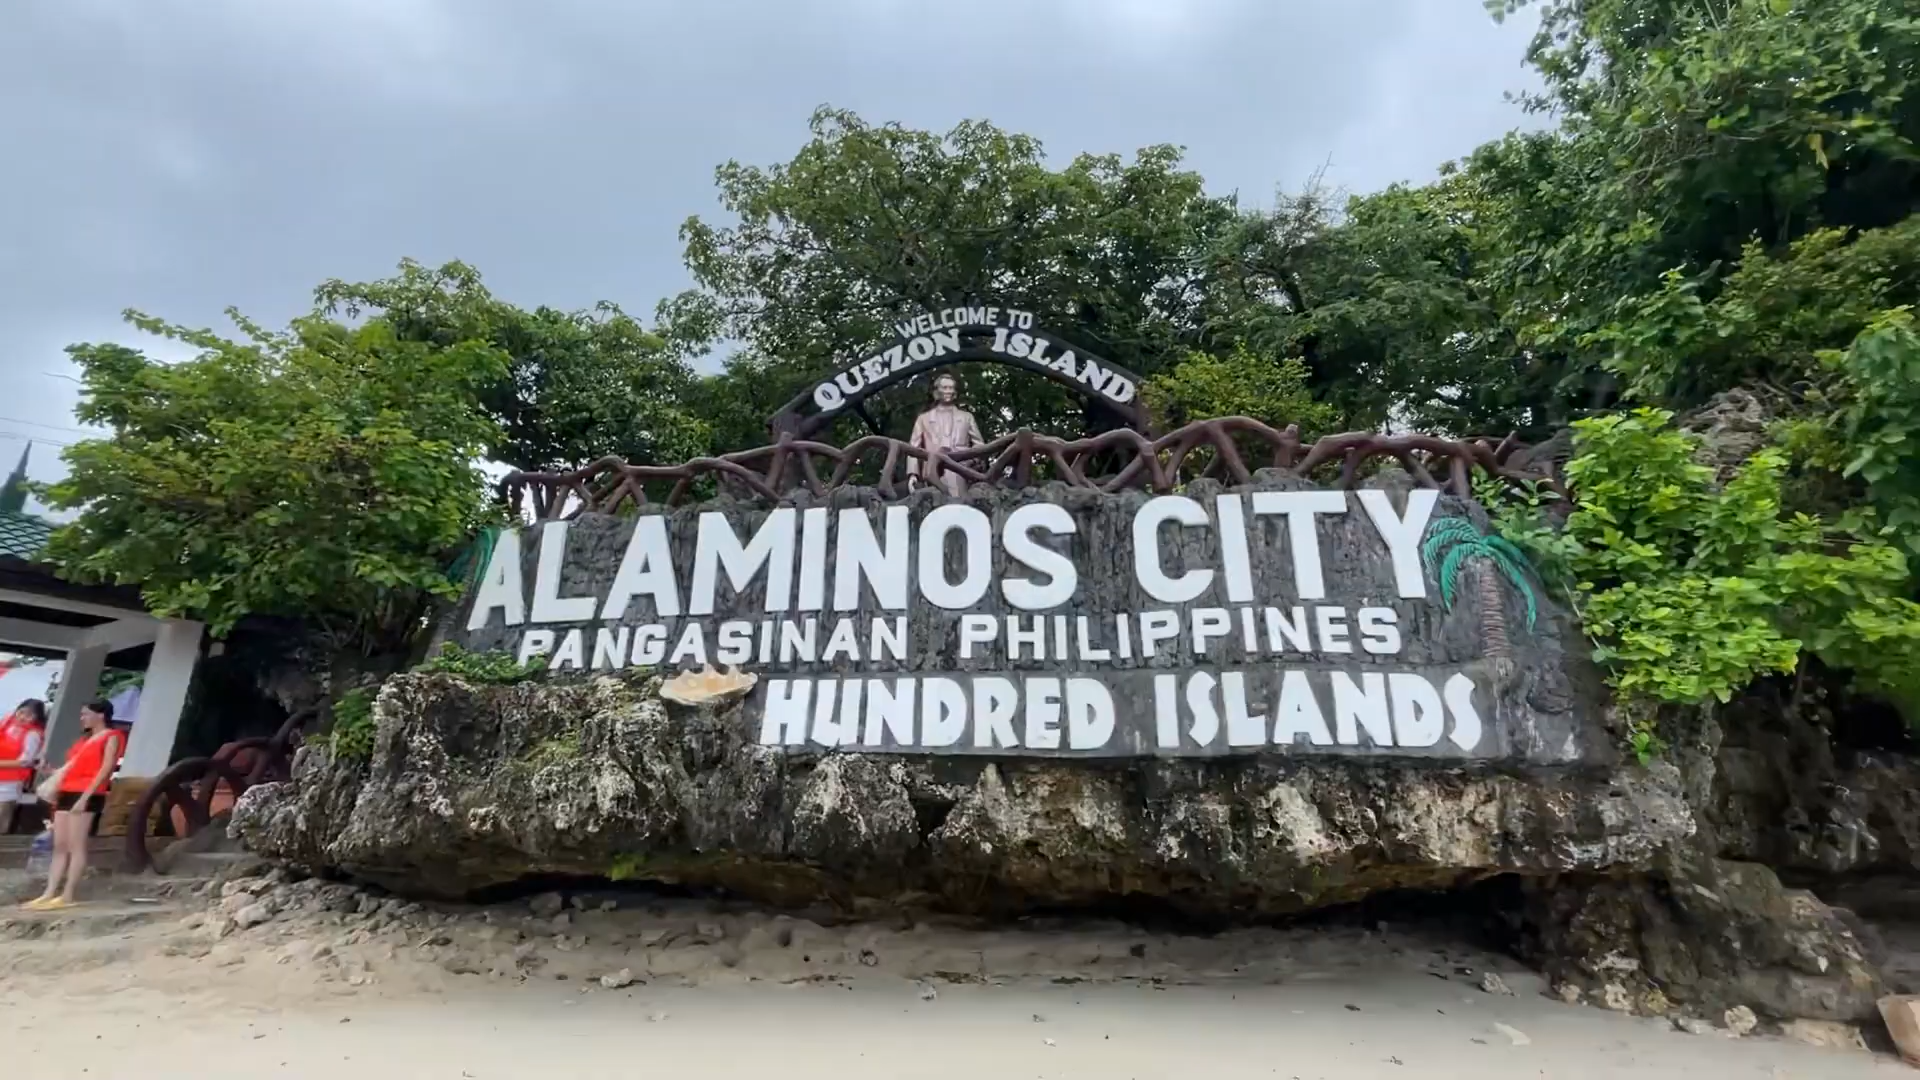 WELCOME TO
QUEZON ISLAND
ALAMINOS CITY
PANGASINAN PHILIPPINES
HUNDRED ISLANDS